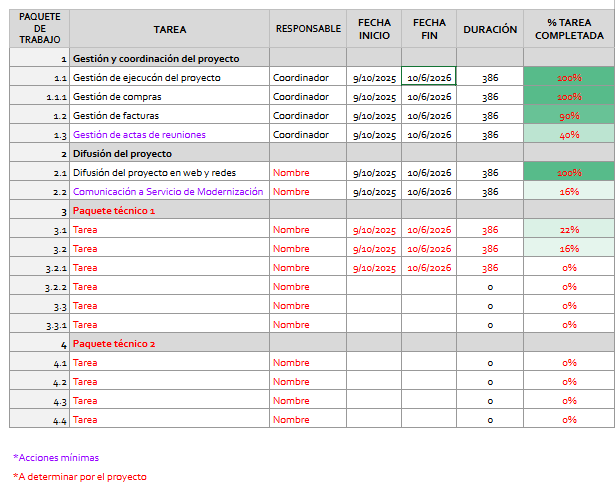 PAQUETE DE TRABAJO TAREA RESPONSABLE FECHA INICIO FECHA FIN DURACIÓN % TAREA COMPLETADA
1 Gestión y coordinación del proyecto
1.1 Gestión de ejecucón del proyecto Coordinador 9/10/2025 10/6/2026 386 100%
1.1.1 Gestión de compras Coordinador 9/10/2025 10/6/2026 386 100%
1.2 Gestión de facturas Coordinador 9/10/2025 10/6/2026 386 90%
1.3 Gestión de actas de reuniones Coordinador 9/10/2025 10/6/2026 386 40%
2 Difusión del proyecto
2.1 Difusión del proyecto en web y redes Nombre 9/10/2025 10/6/2026 386 100%
2.2 Comunicación a Servicio de Modernización Nombre 9/10/2025 10/6/2026 386 16%
3 Paquete técnico 1
3.1 Tarea Nombre 9/10/2025 10/6/2026 386 22%
3.2 Tarea Nombre 9/10/2025 10/6/2026 386 16%
3.2.1 Tarea Nombre 9/10/2025 10/6/2026 386 0%
3.2.2 Tarea Nombre 0 0%
3.3 Tarea Nombre 0 0%
3.3.1 Tarea Nombre 0 0%
4 Paquete técnico 2
4.1 Tarea Nombre 0 0%
4.2 Tarea Nombre 0 0%
4.3 Tarea Nombre 0 0%
4.4 Tarea Nombre 0 0%
*Acciones mínimas
*A determinar por el proyecto